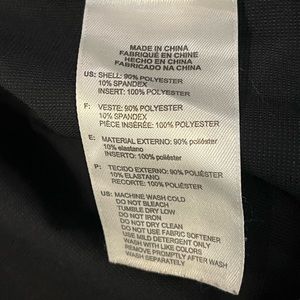 MADE IN CHINA
FABRIQUÉ EN CHINE
HECHO EN CHINA
FABRICADO NA CHINA
US: SHELL: 90% POLYESTER
10% SPANDEX
INSERT: 100% POLYESTER
F: VESTE: 90% POLYESTER
10% SPANDEX
PIÈCE INSÉRÉE: 100% POLYESTER
E: MATERIAL EXTERNO: 90% poliéster
10% elastano
INSERTO: 100% poliéster
P: TECIDO EXTERNO: 90% POLIÉSTER
10% ELASTANO
RECORTE: 100% POLIÉSTER
US: MACHINE WASH COLD
DO NOT BLEACH
TUMBLE DRY LOW
DO NOT IRON
DO NOT DRY CLEAN
DO NOT USE FABRIC SOFTENER
USE MILD DETERGENT ONLY
WASH WITH LIKE COLORS
REMOVE PROMPTLY AFTER WASH
WASH SEPARATELY